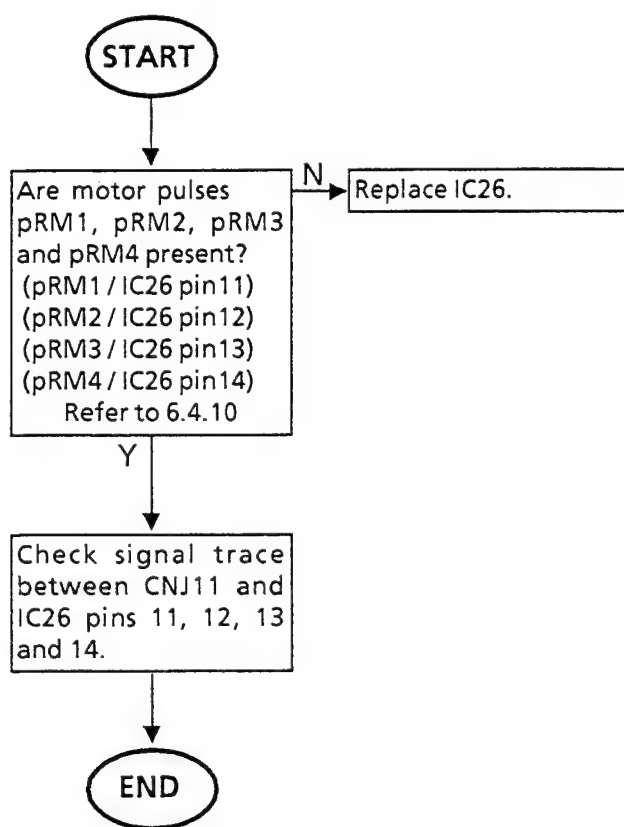 START
Are motor pulses
pRM1, pRM2, pRM3
and pRM4 present?
(pRM1 / IC26 pin11)
(pRM2 / IC26 pin12)
(pRM3 / IC26 pin13)
(pRM4 / IC26 pin14)
Refer to 6.4.10
N
Replace IC26.
Y
Check signal trace
between CNJ11 and
IC26 pins 11, 12, 13
and 14.
END